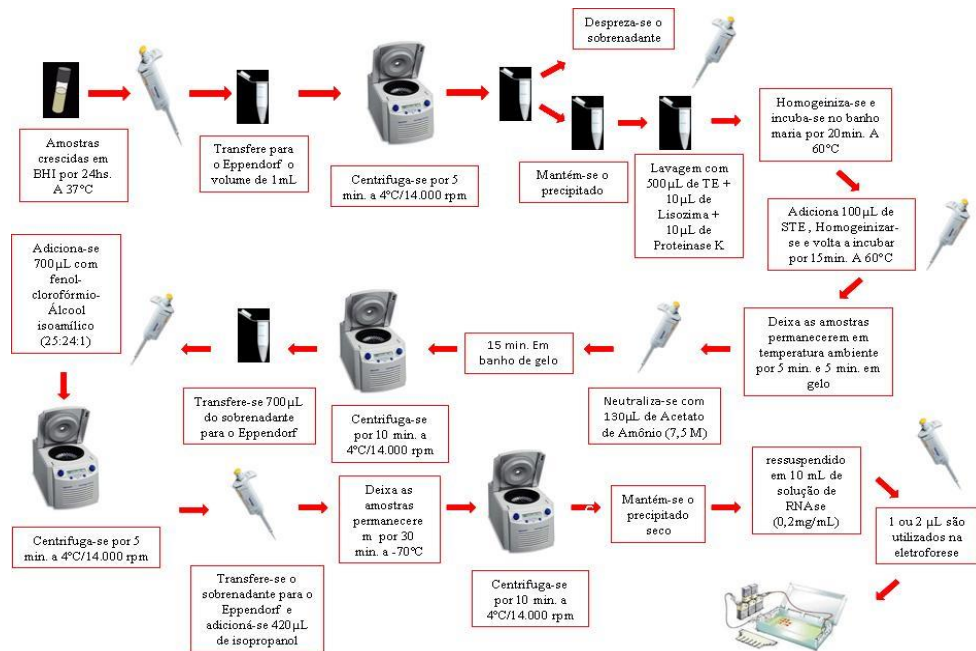 Despreza-se o
sobrenadante
Amostras
crescidas em
BHI por 24hs.
A 37°C
Transfere para
o Eppendorf o
volume de 1mL
Centrifuga-se por 5
min. a 4°C/14.000 rpm
Mantém-se o
precipitado
Lavagem com
500µL de TE +
10µL de
Lisozima +
10µL de
Proteinase K
Homogeiniza-se e
incuba-se no banho
maria por 20min. A
60°C
Adiciona 100µL de
STE , Homogeinizar-
se e volta a incubar
por 15min. A 60°C
Deixa as amostras
permanecerem em
temperatura ambiente
por 5 min. e 5 min. em
gelo
Neutraliza-se com
130µL de Acetato
de Amônio (7,5 M)
15 min. Em
banho de gelo
Centrifuga-se
por 10 min. a
4°C/14.000 rpm
Transfere-se 700µL
do sobrenadante
para o Eppendorf
Adiciona-se
700µL com
fenol-
clorofórmio-
Álcool
isoamílico
(25:24:1)
Centrifuga-se por 5
min. a 4°C/14.000 rpm
Transfere-se o
sobrenadante para o
Eppendorf e
adicioná-se 420µL
de isopropanol
Deixa as
amostras
permanecere
m por 30
min. a -70°C
Centrifuga-se
por 10 min. a
4°C/14.000 rpm
Mantém-se o
precipitado
seco
ressuspendido
em 10 mL de
solução de
RNAse
(0,2mg/mL)
1 ou 2 µL são
utilizados na
eletroforese